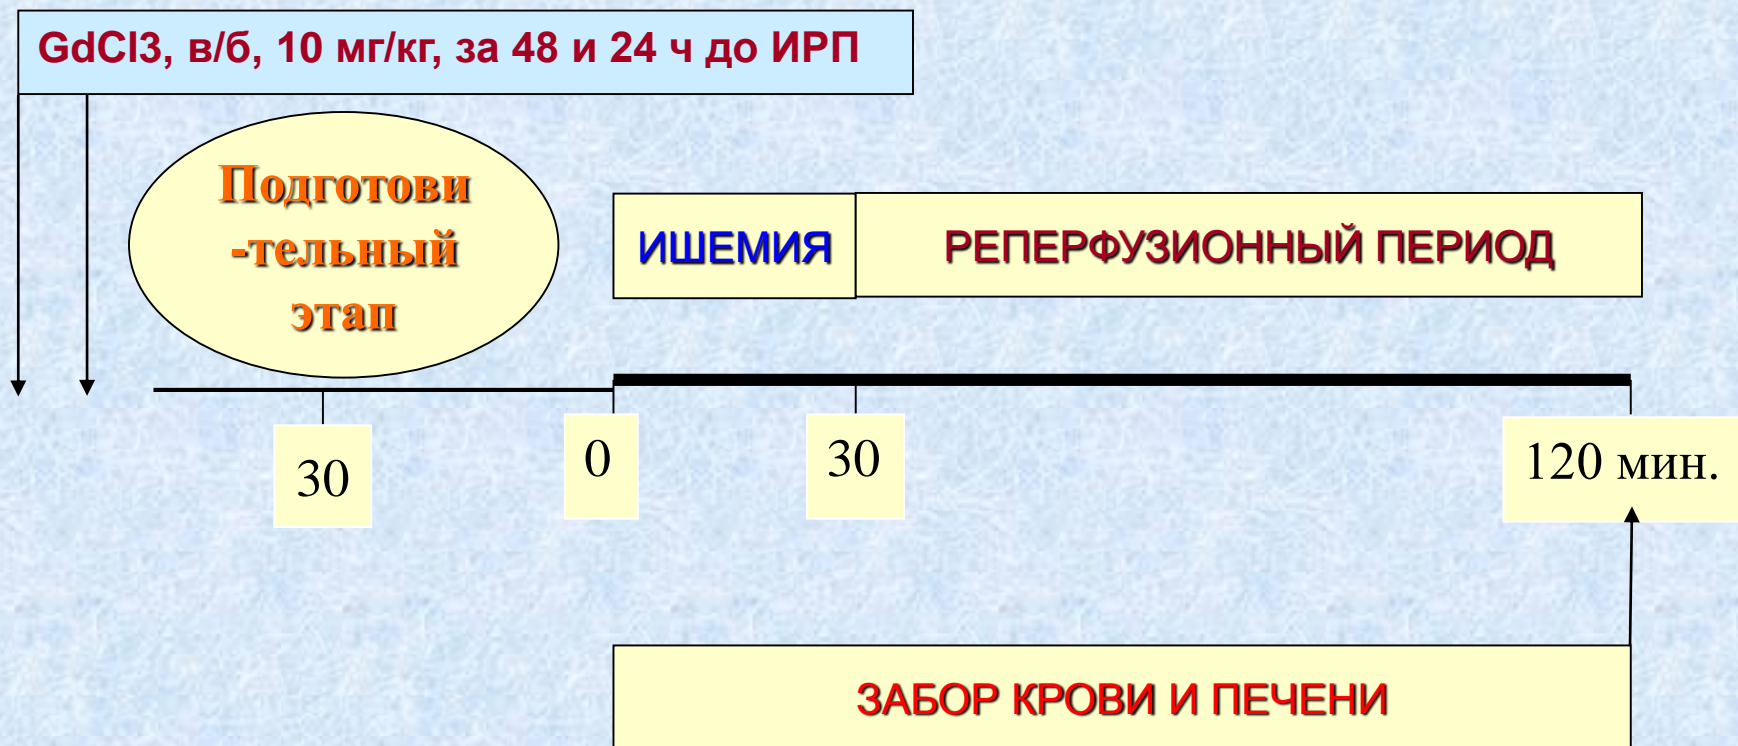 GdCl3, в/б, 10 мг/кг, за 48 и 24 ч до ИРП
Подготови
-тельный
этап
ИШЕМИЯ
РЕПЕРФУЗИОННЫЙ ПЕРИОД
30
0
30
120 мин.
ЗАБОР КРОВИ И ПЕЧЕНИ